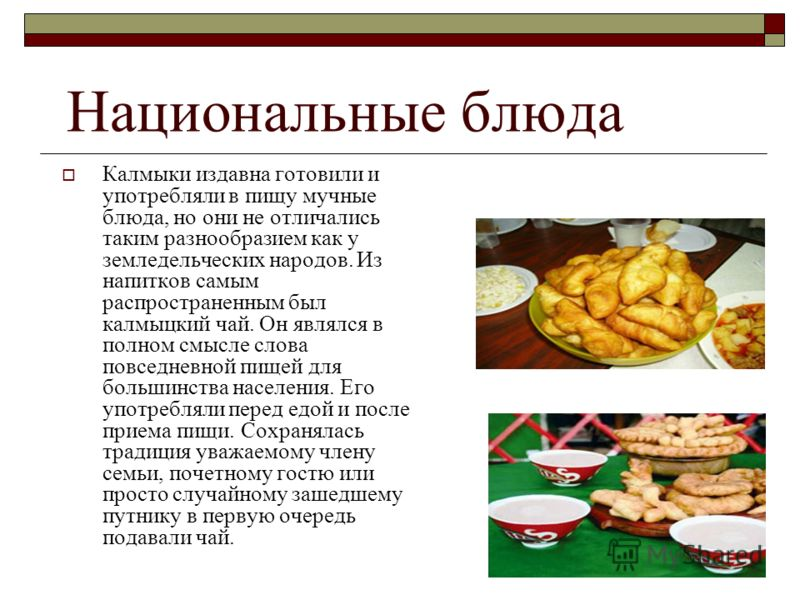 Национальные блюда
Калмыки издавна готовили и
употребляли в пищу мучные
блюда, но они не отличались
таким разнообразием как у
земледельческих народов. Из
напитков самым
распространенным был
калмыцкий чай. Он являлся в
полном смысле слова
повседневной пищей для
большинства населения. Его
употребляли перед едой и после
приема пищи. Сохранялась
традиция уважаемому члену
семьи, почетному гостю или
просто случайному зашедшему
путнику в первую очередь
подавали чай.
MyShared